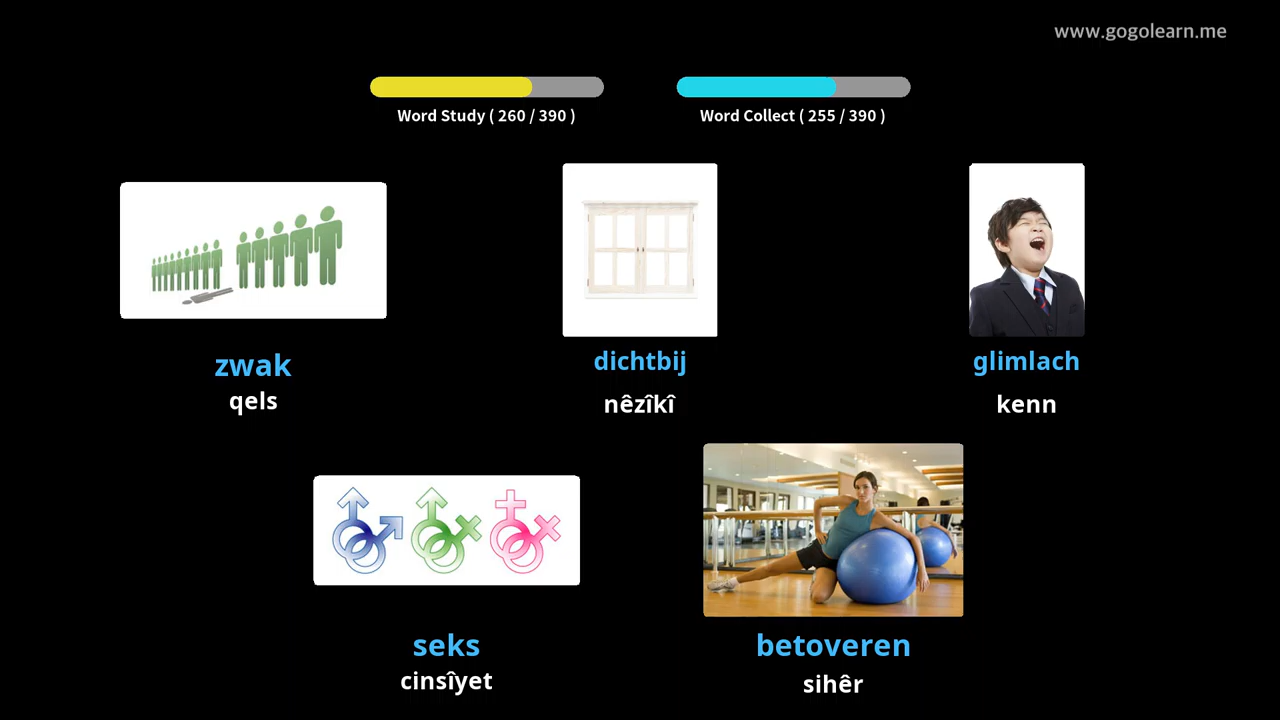 www.gogolearn.me
Word Study ( 260 / 390 )
Word Collect ( 255 / 390 )
zwak
qels
dichtbij
nêzîkî
glimlach
kenn
seks
cinsîyet
betoveren
sihêr